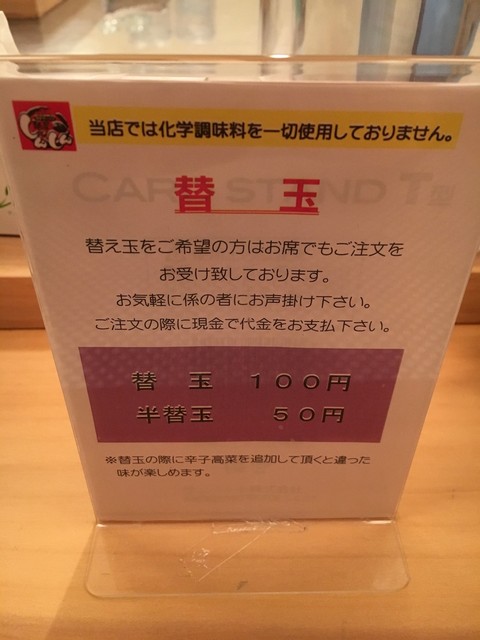 当店では化学調味料を一切使用しておりません。
替 玉
替え玉をご希望の方はお席でもご注文を
お受け致しております。
お気軽に係の者にお声掛け下さい。
ご注文の際に現金で代金をお支払下さい。
替 玉 100円
半替玉 50円
※替玉の際に辛子高菜を追加して頂くと違った
味が楽しめます。